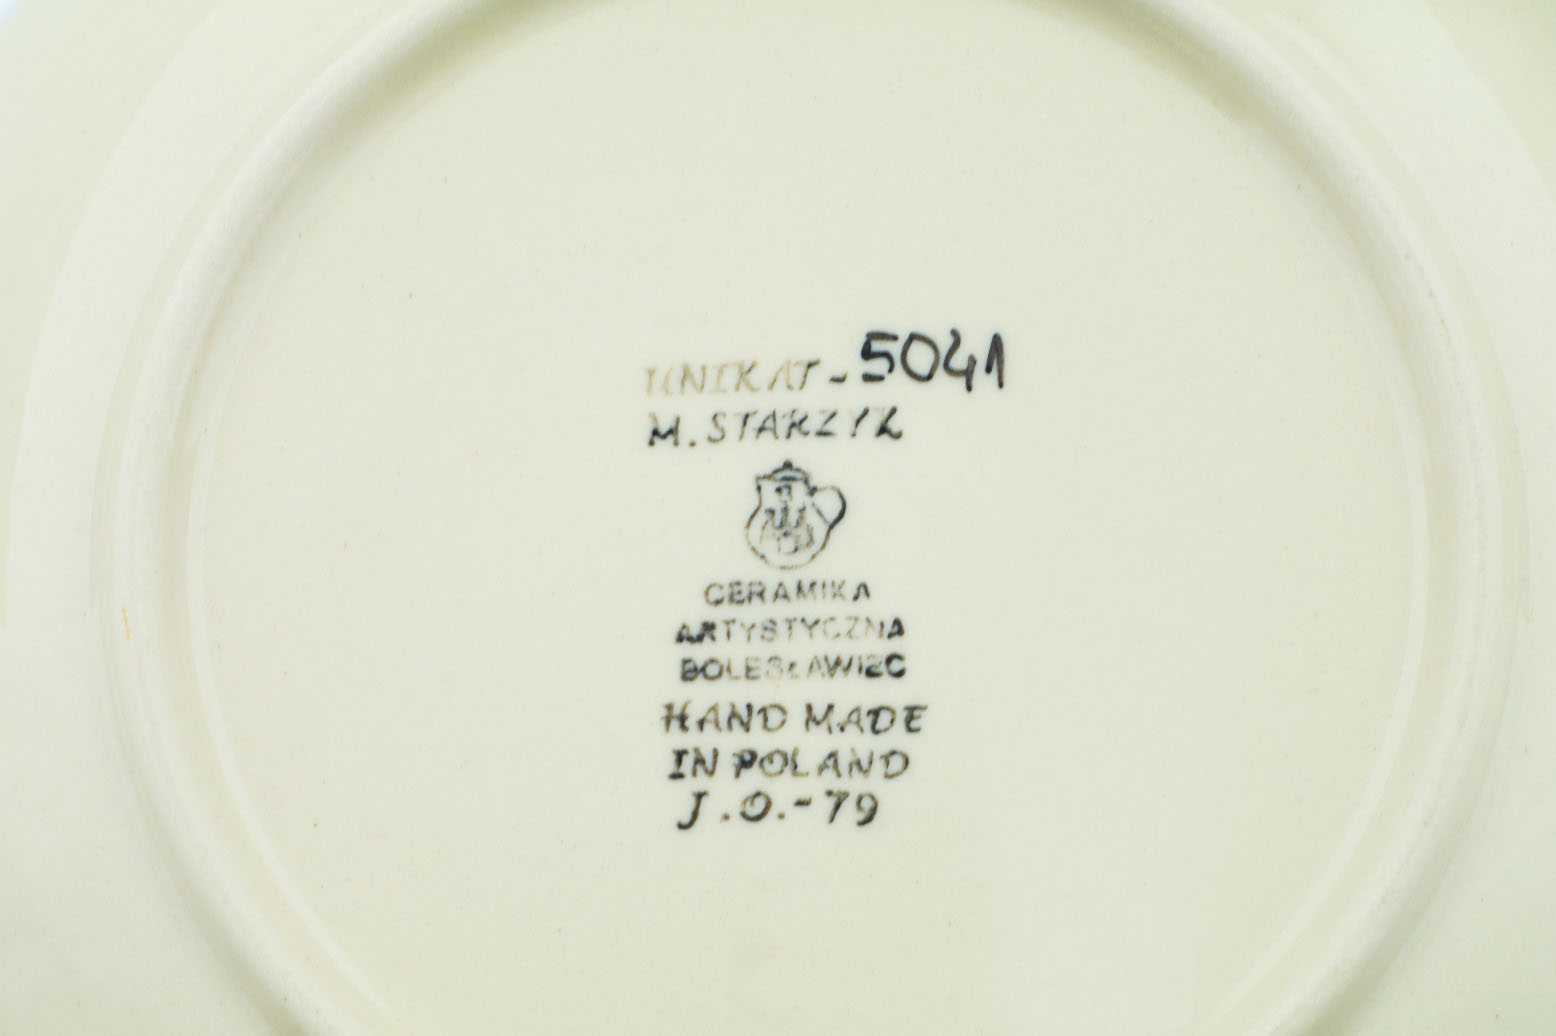 UNIKAT-5041
M. STARZYK
CERAMIKA
ARTYSTYCZNA
BOLESŁAWIEC
HAND MADE
IN POLAND
J.O.-79